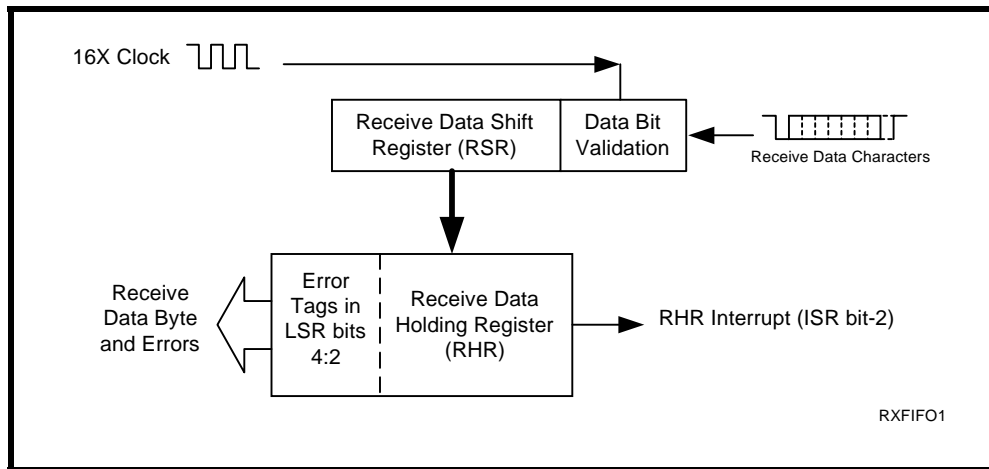 16X Clock
Receive Data Shift
Register (RSR)
Data Bit
Validation
Receive Data Characters
Receive
Data Byte
and Errors
Error
Tags in
LSR bits
4:2
Receive Data
Holding Register
(RHR)
RHR Interrupt (ISR bit-2)
RXFIFO1